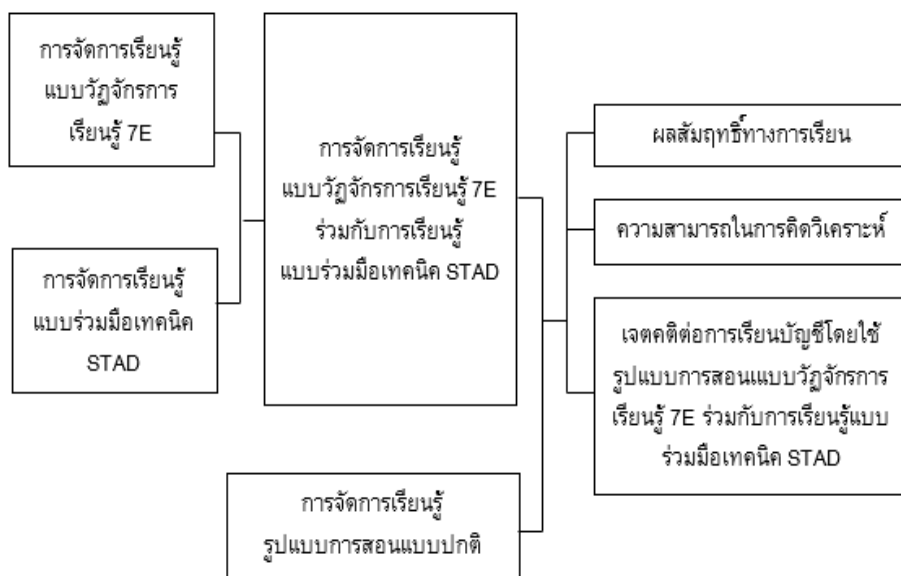 การจัดการเรียนรู้
แบบวัฏจักรการ
เรียนรู้ 7E
การจัดการเรียนรู้
แบบร่วมมือเทคนิค
STAD
การจัดการเรียนรู้
แบบวัฏจักรการเรียนรู้ 7E
ร่วมกับการเรียนรู้
แบบร่วมมือเทคนิค STAD
การจัดการเรียนรู้
รูปแบบการสอนแบบปกติ
ผลสัมฤทธิ์ทางการเรียน
ความสามารถในการคิดวิเคราะห์
เจตคติต่อการเรียนบัญชีโดยใช้
รูปแบบการสอนแบบวัฏจักรการ
เรียนรู้ 7E ร่วมกับการเรียนรู้แบบ
ร่วมมือเทคนิค STAD